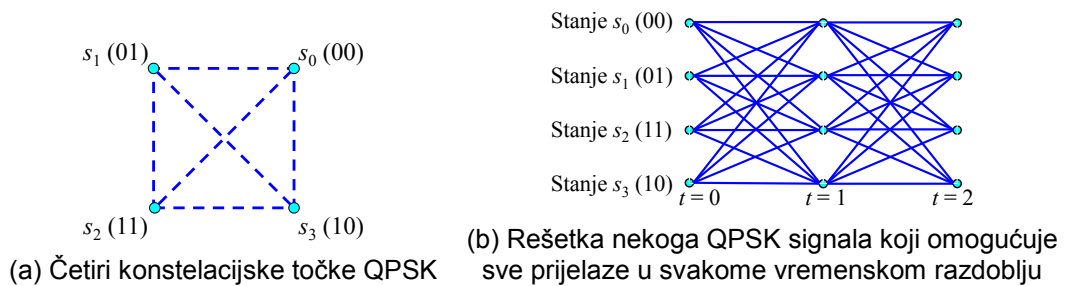 s₁ (01)
s₀ (00)
s₂ (11)
s₃ (10)
(a) Četiri konstelacijske točke QPSK
Stanje s₀ (00)
Stanje s₁ (01)
Stanje s₂ (11)
Stanje s₃ (10)
t = 0
t = 1
t = 2
(b) Rešetka nekoga QPSK signala koji omogućuje
sve prijelaze u svakome vremenskom razdoblju